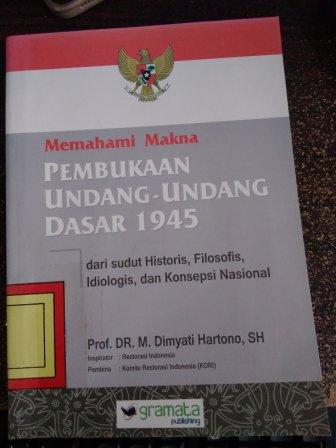 Memahami Makna
PEMBUKAAN
UNDANG-UNDANG
DASAR 1945
dari sudut Historis, Filosofis,
Idiologis, dan Konsepsi Nasional
Prof. DR. M. Dimyati Hartono, SH
Inspirator : Restorasi Indonesia
Pembina : Komite Restorasi Indonesia (KORI)
gramata
publishing